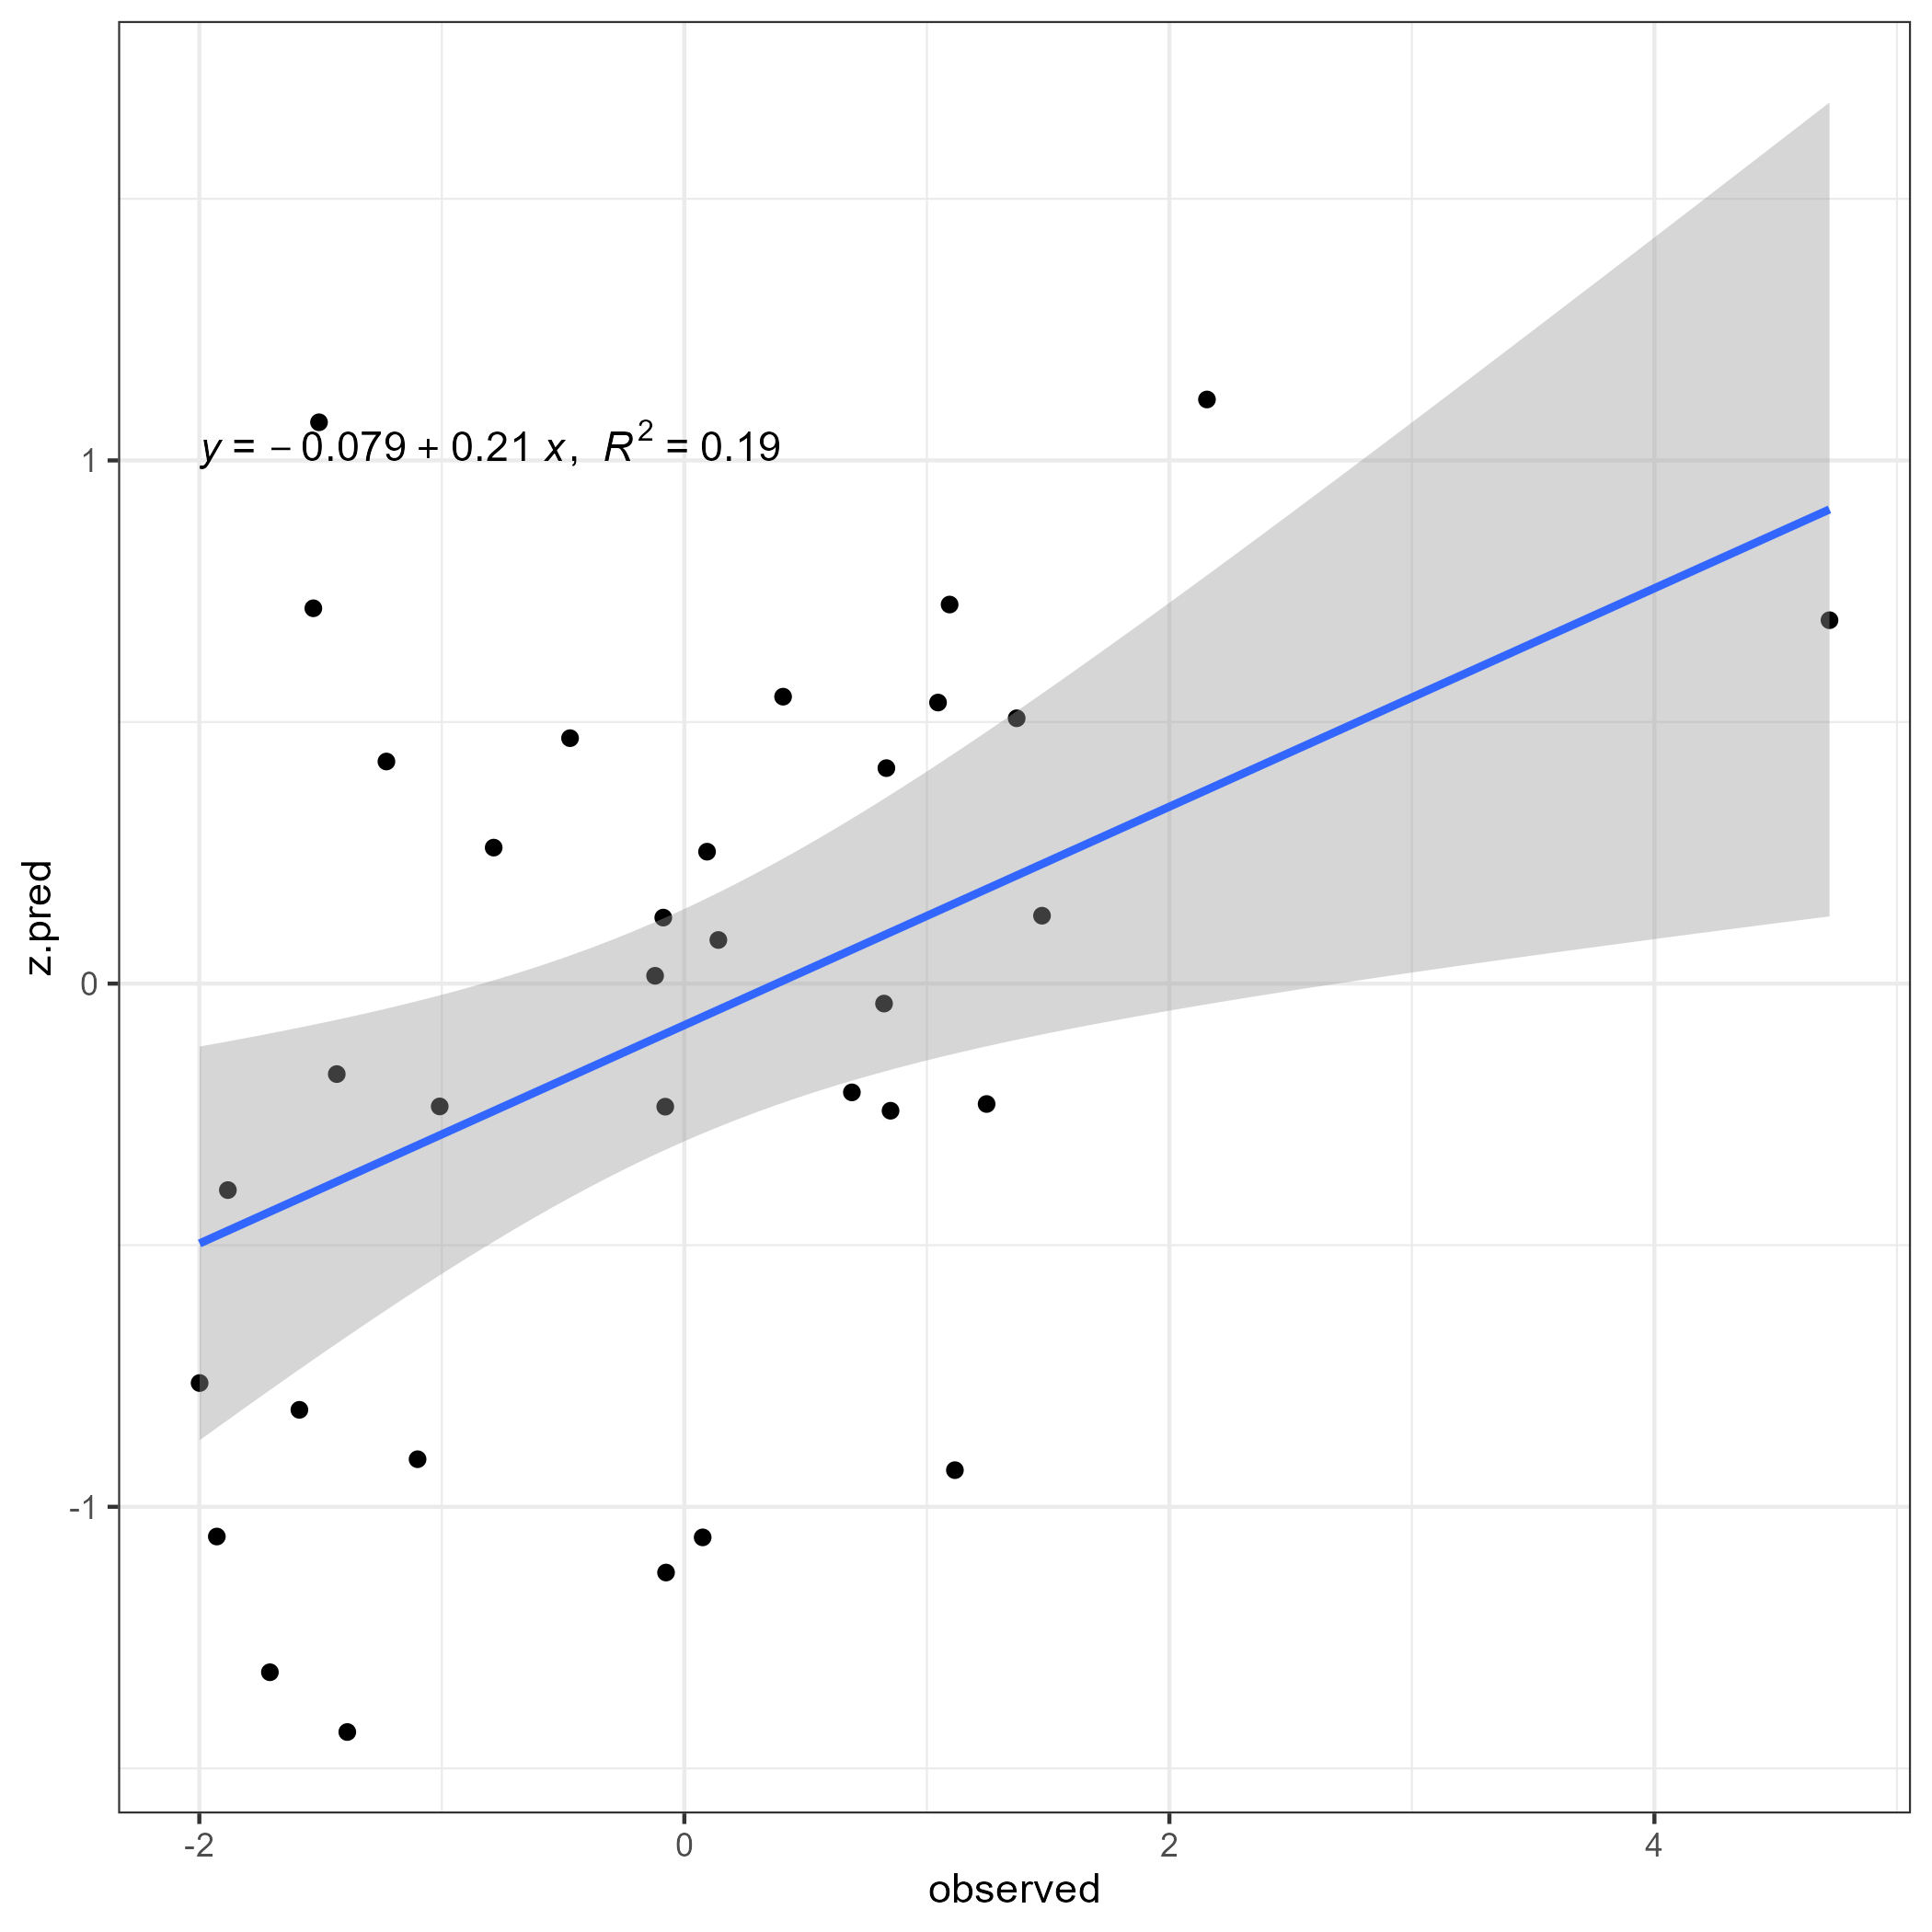 y = − 0.079 + 0.21 x, R² = 0.19
1
0
-1
z.pred
-2 0 2 4
observed